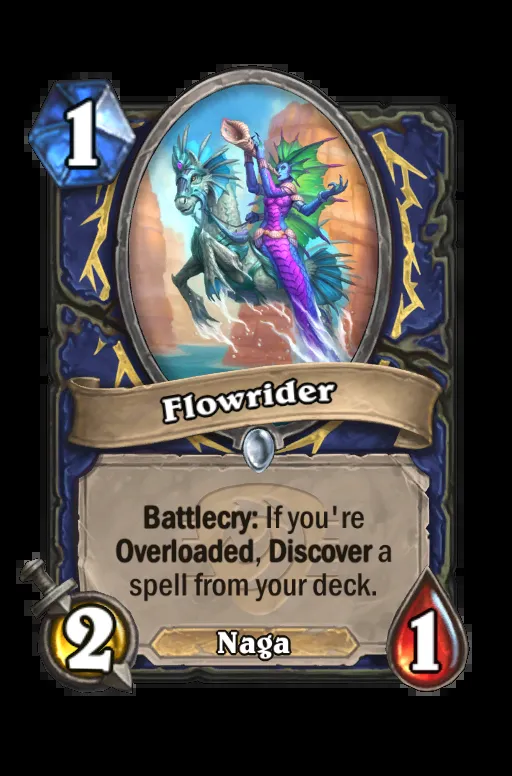 1
Flowrider
Battlecry: If you're
Overloaded, Discover a
spell from your deck.
2
Naga
1